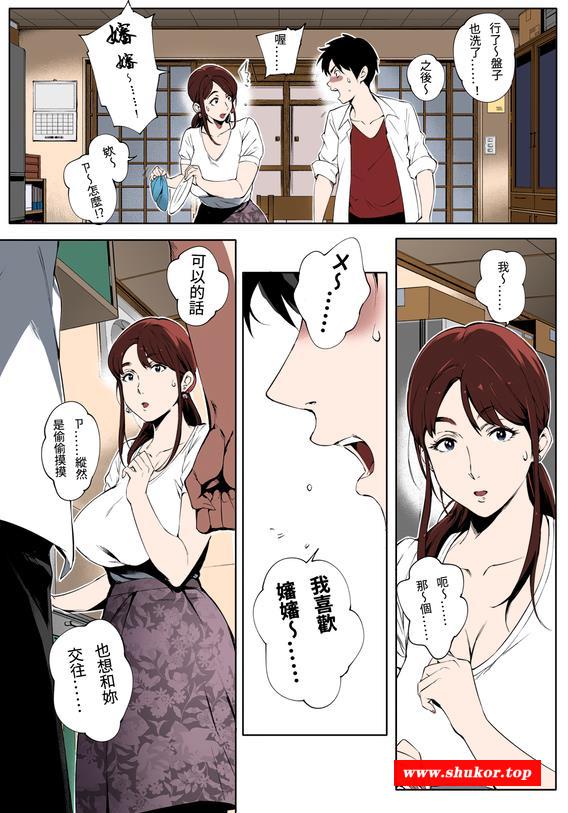 行了～盤子
也洗了……！
之後～
喔…
嬸嬸
～……！
欸～
ㄗ～怎麼!?
我～……
呃～…
那～個……
ㄨ
～
……
我喜歡
嬸嬸～……
可以的話
ㄗ……縱然
是偷偷摸摸
也想和妳
交往……
www.shukor.top